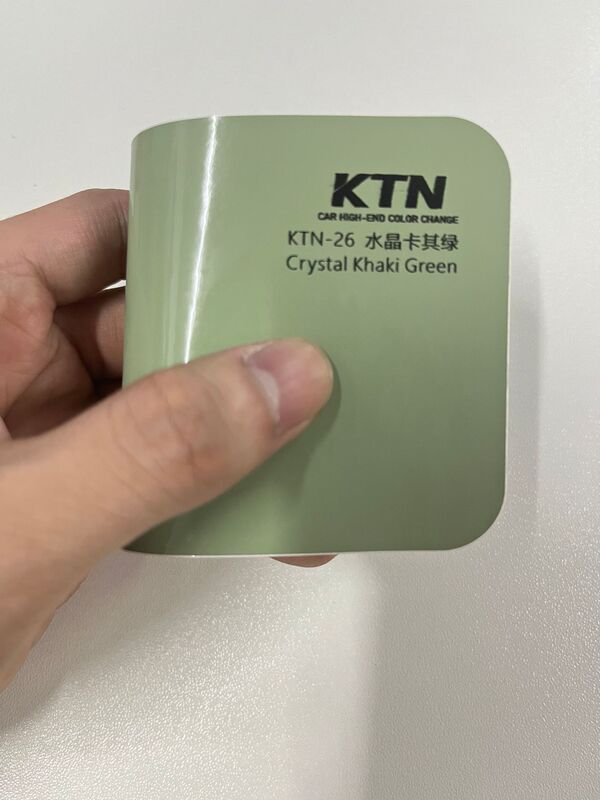 KTN
CAR HIGH-END COLOR CHANGE
KTN-26 水晶卡其绿
Crystal Khaki Green